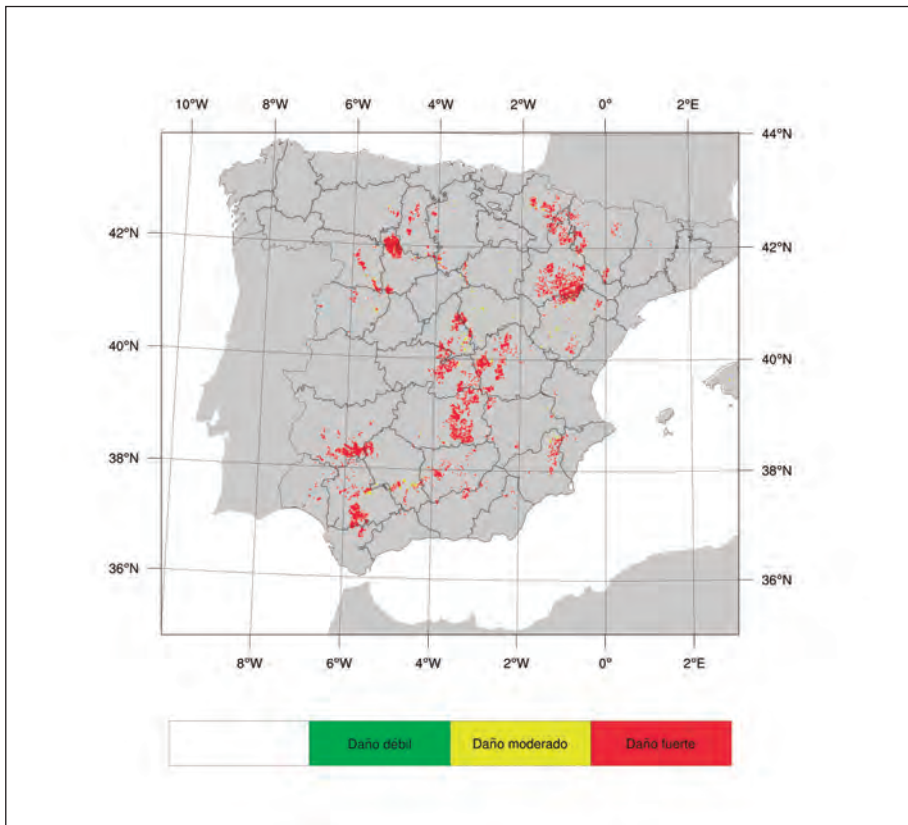 10°W 8°W 6°W 4°W 2°W 0° 2°E
44°N
42°N 42°N
40°N 40°N
38°N 38°N
36°N 36°N
8°W 6°W 4°W 2°W 0° 2°E
Daño débil Daño moderado Daño fuerte